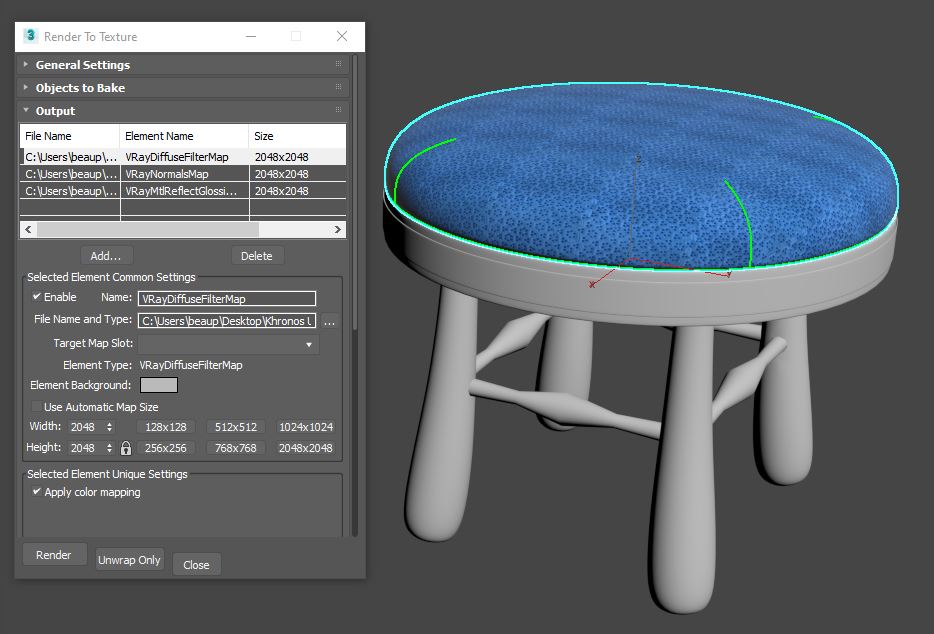 3 Render To Texture
General Settings
Objects to Bake
Output
File Name Element Name Size
C:\Users\beaup\... VRayDiffuseFilterMap 2048x2048
C:\Users\beaup\... VRayNormalsMap 2048x2048
C:\Users\beaup\... VRayMtlReflectGlossi... 2048x2048
Add... Delete
Selected Element Common Settings
Enable Name: VRayDiffuseFilterMap
File Name and Type: C:\Users\beaup\Desktop\Khronos ...
Target Map Slot:
Element Type: VRayDiffuseFilterMap
Element Background:
Use Automatic Map Size
Width: 2048 128x128 512x512 1024x1024
Height: 2048 256x256 768x768 2048x2048
Selected Element Unique Settings
Apply color mapping
Render Unwrap Only Close
z
x y